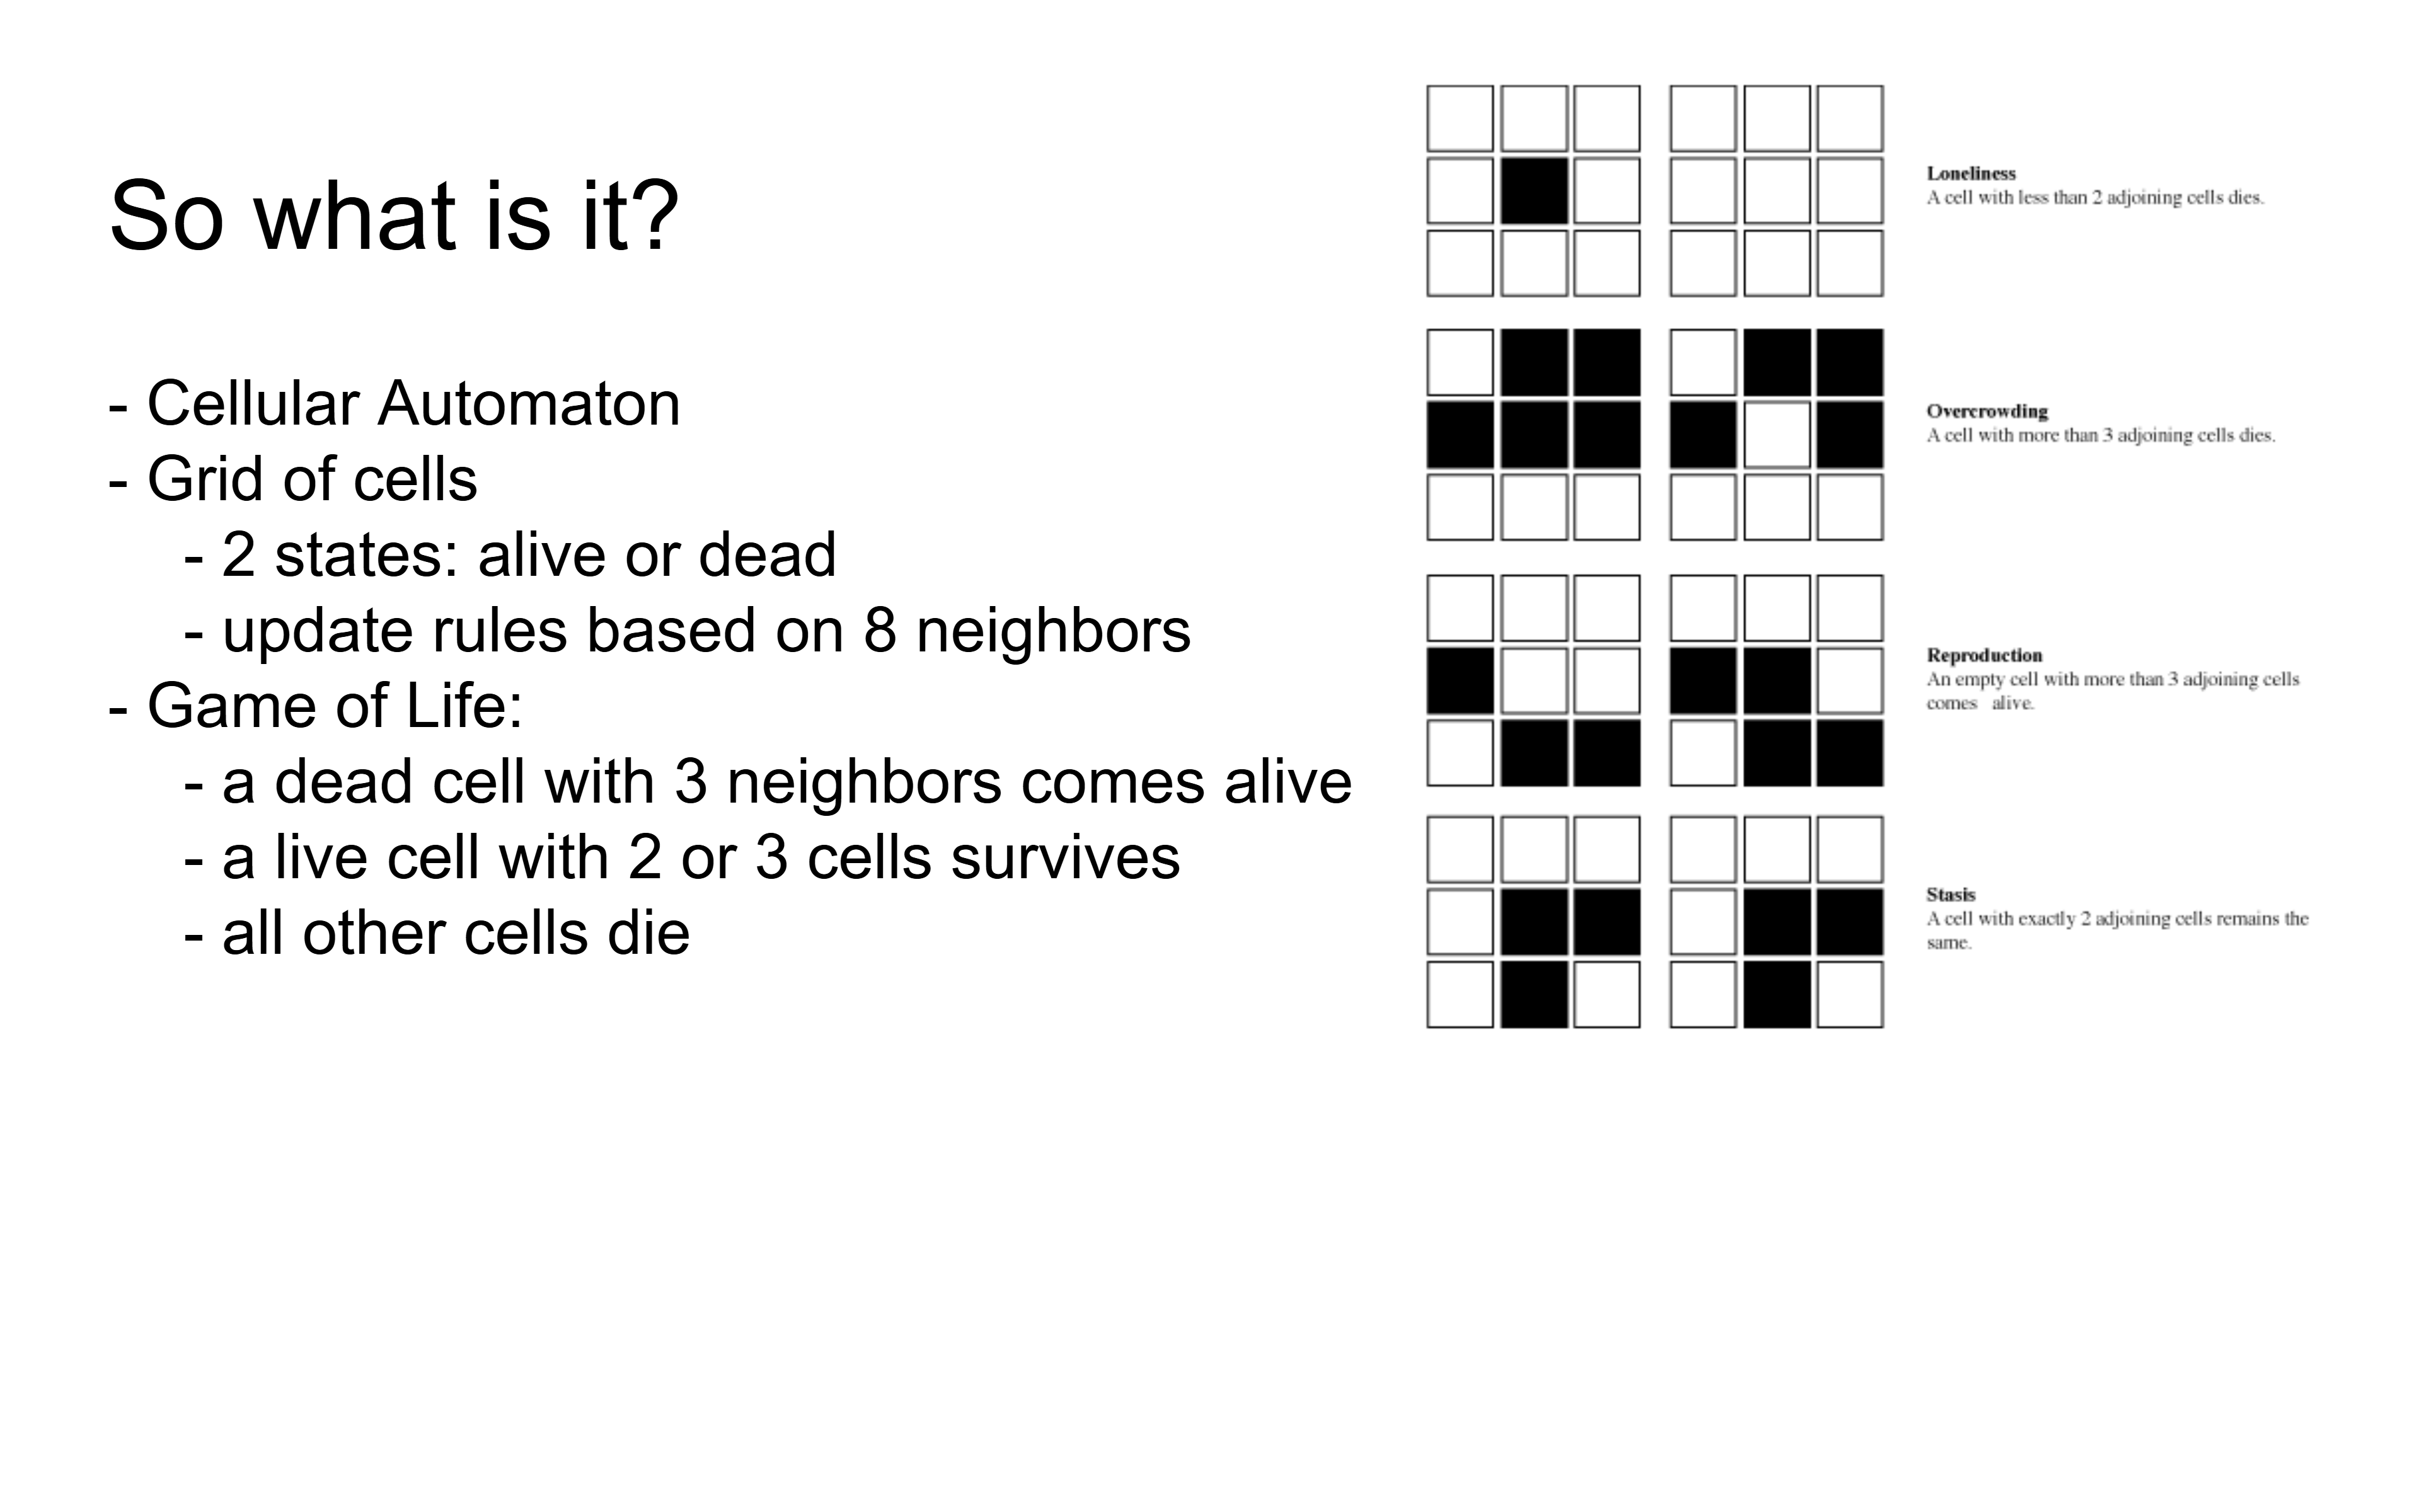 So what is it?
- Cellular Automaton
- Grid of cells
- 2 states: alive or dead
- update rules based on 8 neighbors
- Game of Life:
- a dead cell with 3 neighbors comes alive
- a live cell with 2 or 3 cells survives
- all other cells die
Loneliness
A cell with less than 2 adjoining cells dies.
Overcrowding
A cell with more than 3 adjoining cells dies.
Reproduction
An empty cell with more than 3 adjoining cells
comes alive.
Stasis
A cell with exactly 2 adjoining cells remains the
same.